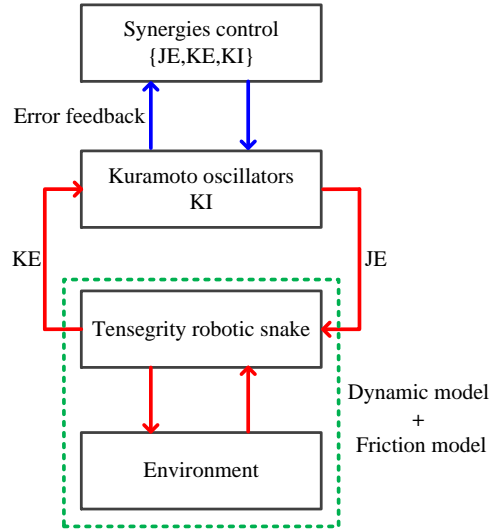 Synergies control
{JE,KE,KI}
Error feedback
Kuramoto oscillators
KI
KE
JE
Tensegrity robotic snake
Dynamic model
+
Friction model
Environment